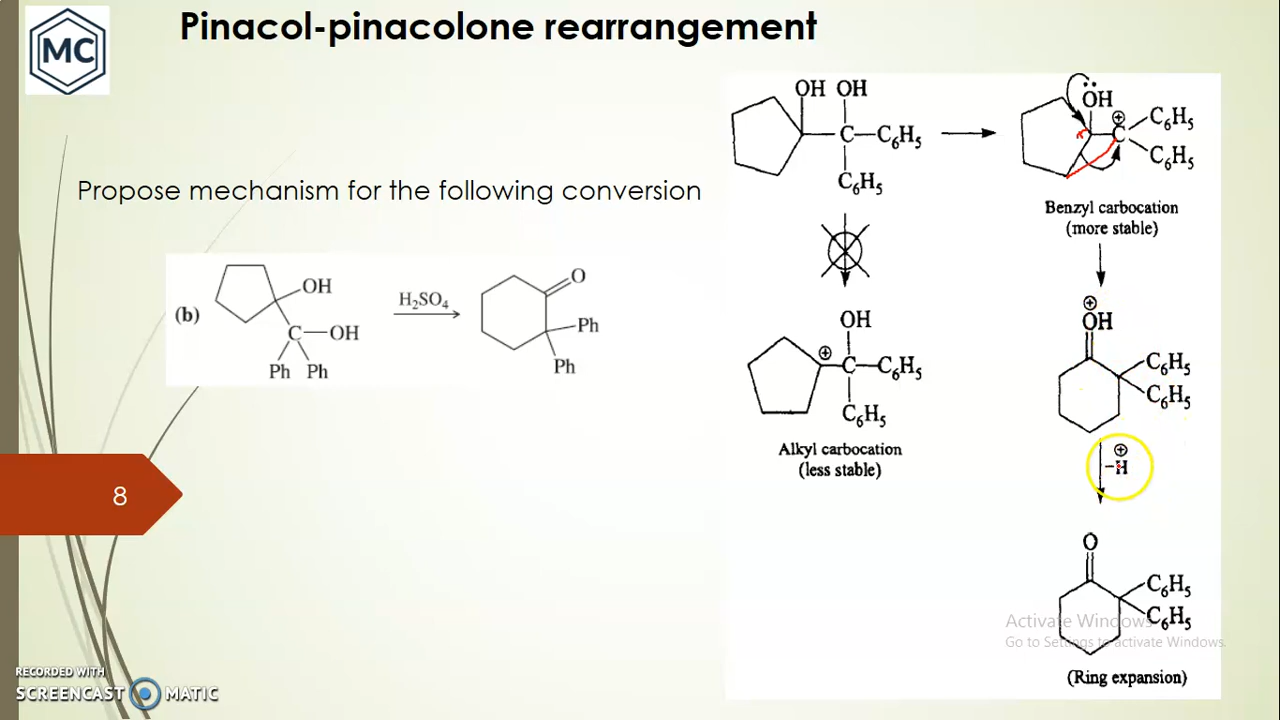 MC
Pinacol-pinacolone rearrangement
Propose mechanism for the following conversion
(b)
OH
C—OH
Ph Ph
H₂SO₄
O
Ph
Ph
8
OH OH
C—C₆H₅
C₆H₅
OH
⊕
C
C₆H₅
C₆H₅
Benzyl carbocation
(more stable)
OH
⊕
C—C₆H₅
C₆H₅
Alkyl carbocation
(less stable)
⊕
OH
C₆H₅
C₆H₅
⊕
−H
O
C₆H₅
C₆H₅
(Ring expansion)
Activate Windows
Go to Settings to activate Windows.
RECORDED WITH
SCREENCAST MATIC